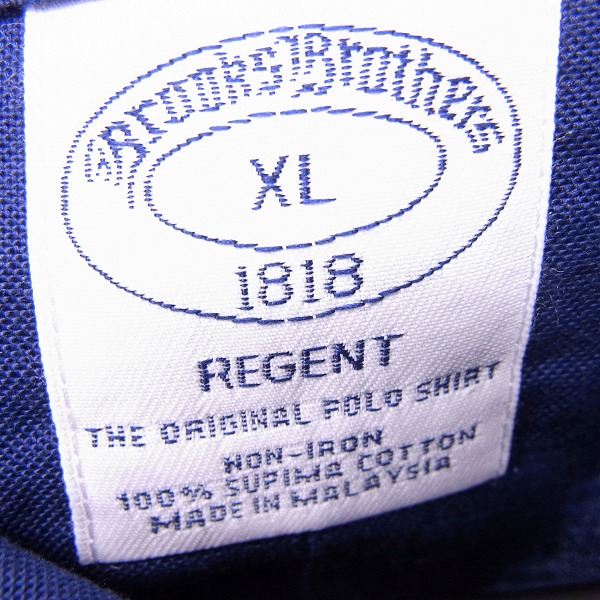 Brooks Brothers
XL
1818
REGENT
THE ORIGINAL POLO SHIRT
NON-IRON
100% SUPIMA COTTON
MADE IN MALAYSIA